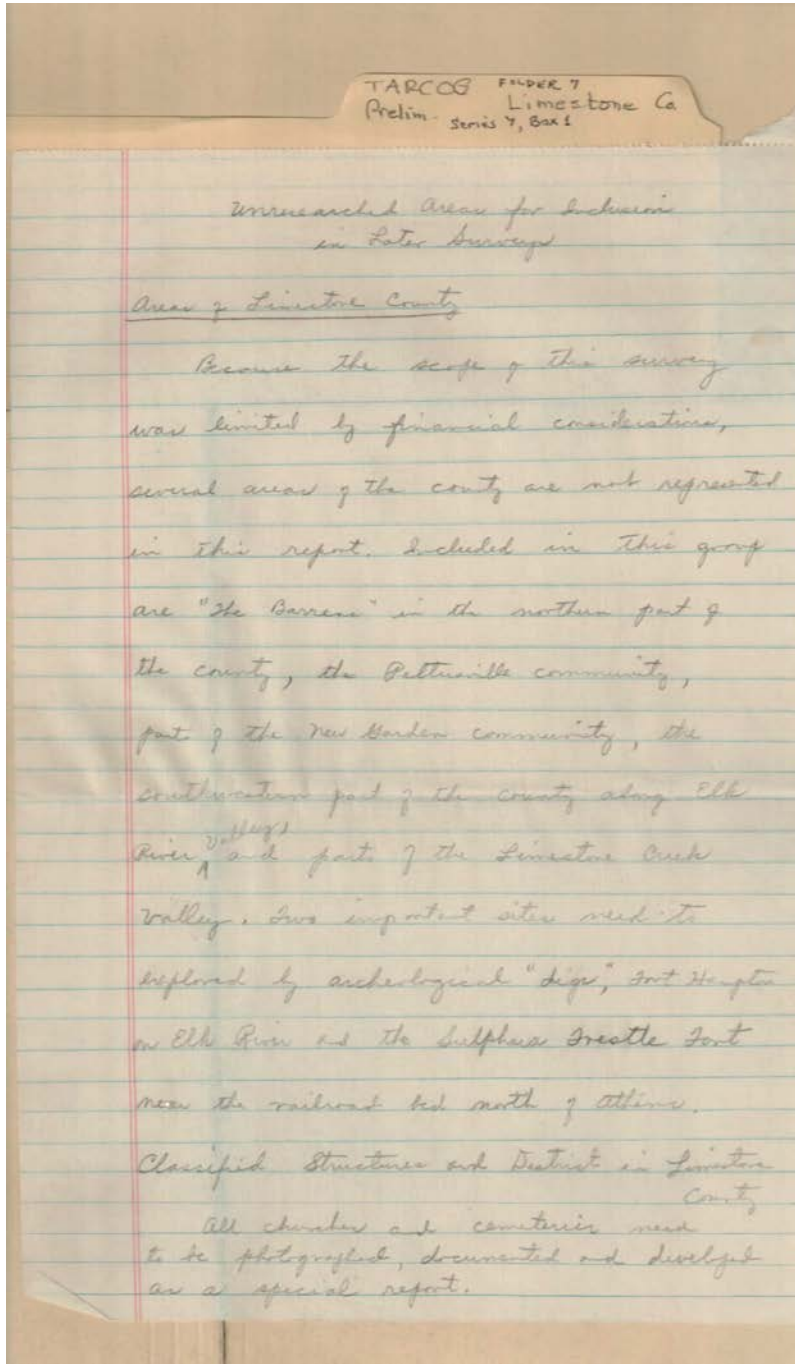 TARCOG FOLDER 7
Prelim. Limestone Co
Series 7, Box 1
Unresearched Areas for Inclusion
in Later Surveys
Areas of Limestone County
Because the scope of this survey
was limited by financial considerations,
several areas of the county are not represented
in this report. Included in this group
are "The Barrens" in the northern part of
the county, the Pettusville community,
part of the New Garden community, the
southwestern part of the county along Elk
River Valleys and parts of the Limestone Creek
Valley. Two important sites need to
explored by archeological "digs", Fort Hampton
on Elk River and the Sulphur Trestle Fort
near the railroad bed north of Athens.
Classified Structures and District in Limestone
County
All churches and cemeteries need
to be photographed, documented and developed
as a special report.